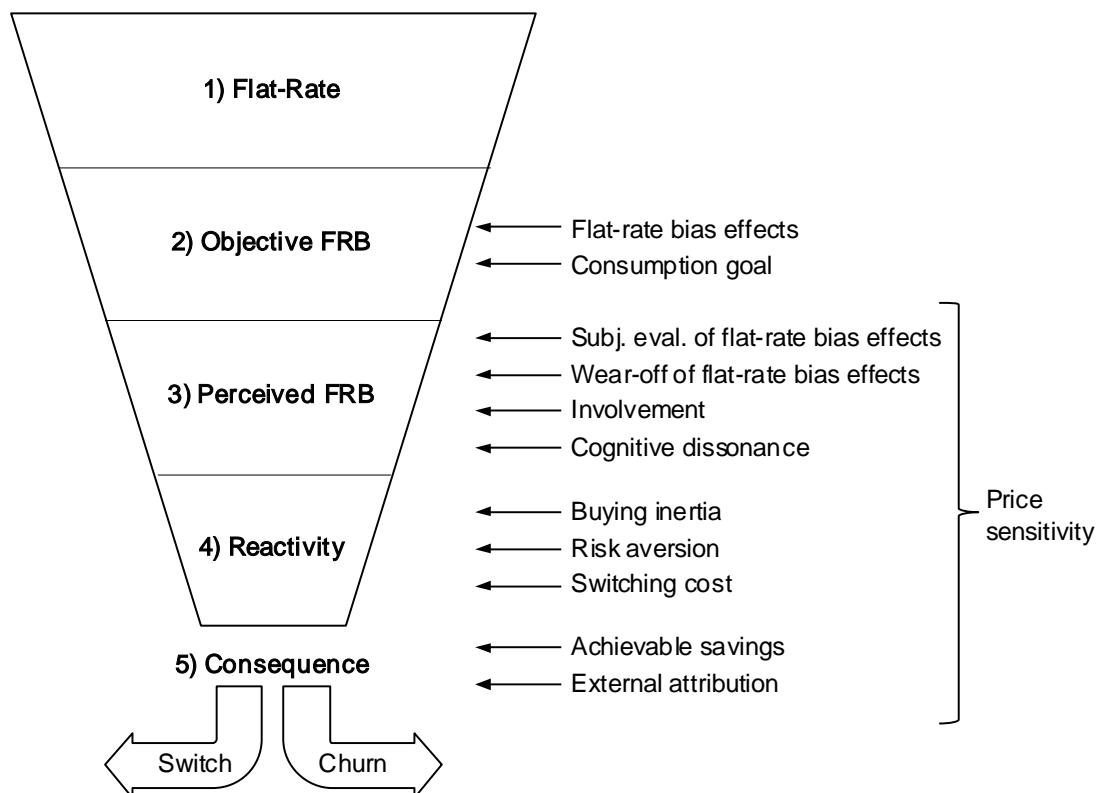 1) Flat-Rate
2) Objective FRB
Flat-rate bias effects
Consumption goal
3) Perceived FRB
Subj. eval. of flat-rate bias effects
Wear-off of flat-rate bias effects
Involvement
Cognitive dissonance
4) Reactivity
Buying inertia
Risk aversion
Switching cost
Price
sensitivity
5) Consequence
Achievable savings
External attribution
Switch
Churn